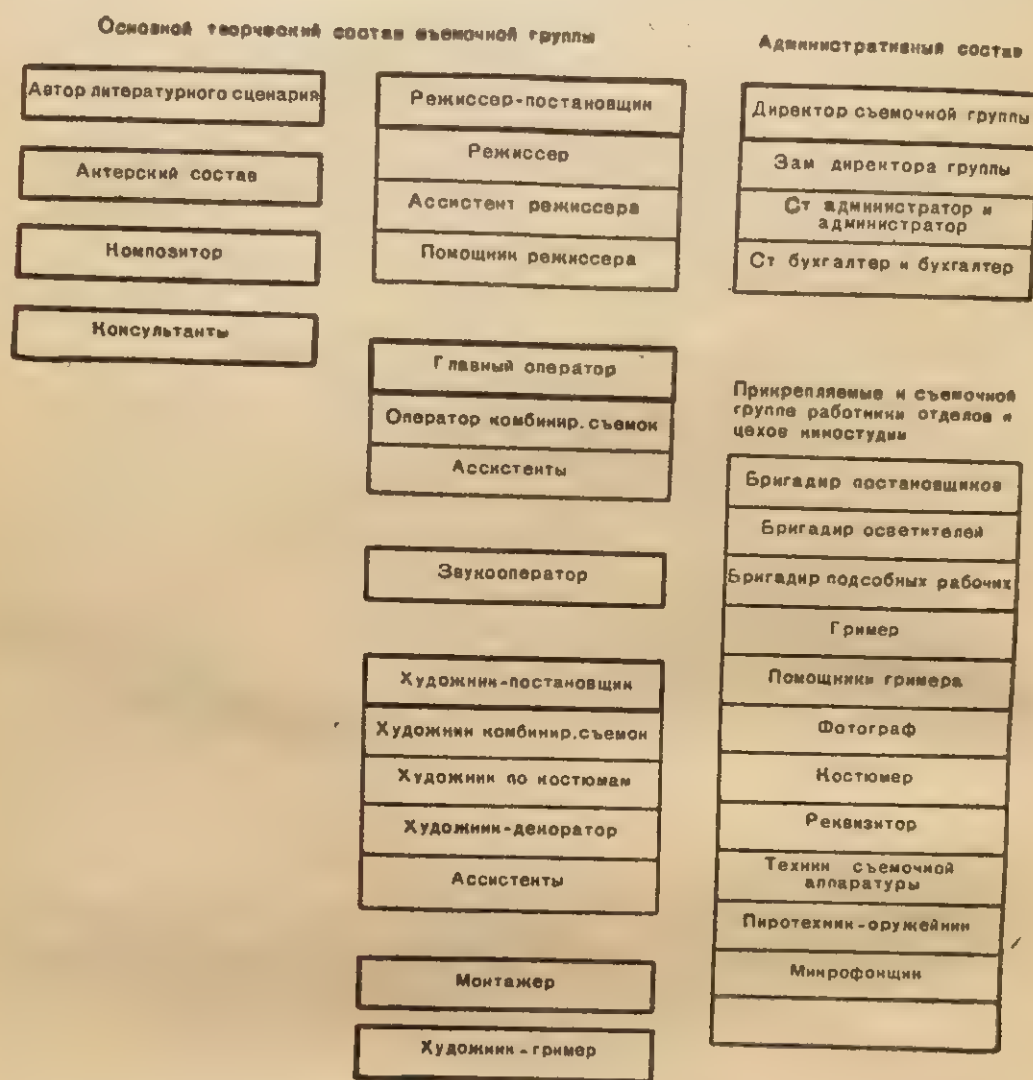 Основной творческий состав съемочной группы
Автор литературного сценария
Актерский состав
Композитор
Консультанты
Режиссер-постановщик
Режиссер
Ассистент режиссера
Помощник режиссера
Главный оператор
Оператор комбинир. съемок
Ассистенты
Звукооператор
Художник-постановщик
Художник комбинир. съемок
Художник по костюмам
Художник-декоратор
Ассистенты
Монтажер
Художник-гример
Административный состав
Директор съемочной группы
Зам директора группы
Ст администратор и
администратор
Ст бухгалтер и бухгалтер
Прикрепляемые к съемочной
группе работники отделов и
цехов киностудии
Бригадир постановщиков
Бригадир осветителей
Бригадир подсобных рабочих
Гример
Помощники гримера
Фотограф
Костюмер
Реквизитор
Техник съемочной
аппаратуры
Пиротехник-оружейник
Микрофонщик